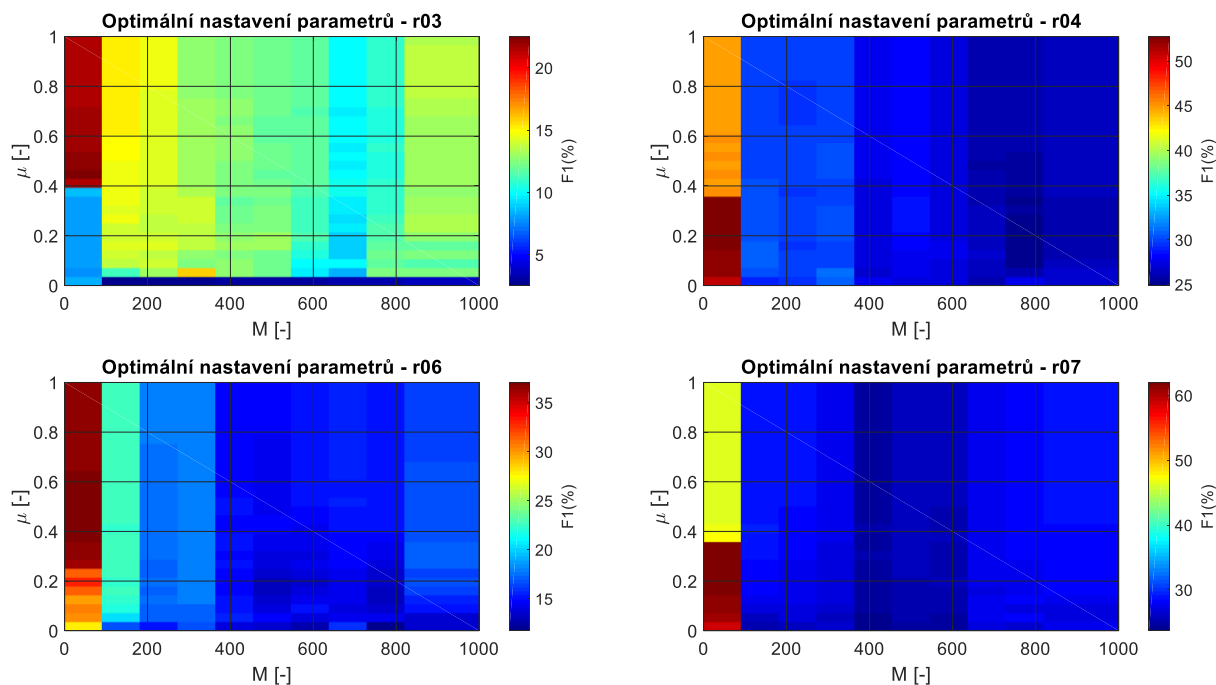 Optimální nastavení parametrů - r03
1
0.8
0.6
0.4
0.2
0
μ [-]
0 200 400 600 800 1000
M [-]
20
15
10
5
F1(%)
Optimální nastavení parametrů - r04
1
0.8
0.6
0.4
0.2
0
μ [-]
0 200 400 600 800 1000
M [-]
50
45
40
35
30
25
F1(%)
Optimální nastavení parametrů - r06
1
0.8
0.6
0.4
0.2
0
μ [-]
0 200 400 600 800 1000
M [-]
35
30
25
20
15
F1(%)
Optimální nastavení parametrů - r07
1
0.8
0.6
0.4
0.2
0
μ [-]
0 200 400 600 800 1000
M [-]
60
50
40
30
F1(%)